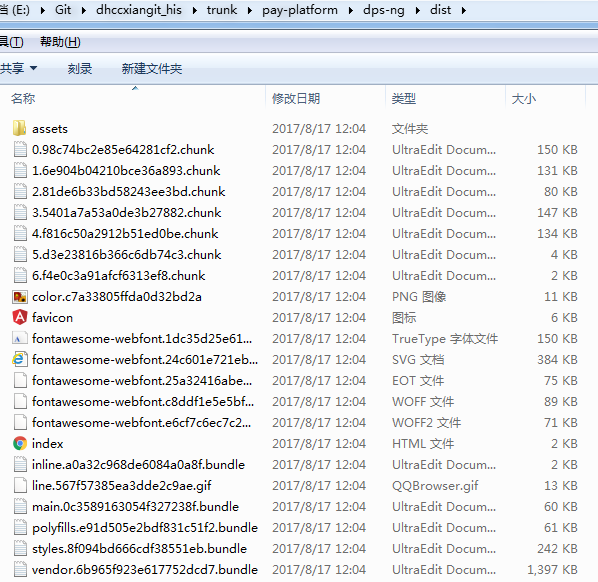 档 (E:) ▸ Git ▸ dhccxiangit_his ▸ trunk ▸ pay-platform ▸ dps-ng ▸ dist ▸
具(T) 帮助(H)
共享 刻录 新建文件夹
名称 修改日期 类型 大小
assets 2017/8/17 12:04 文件夹
0.98c74bc2e85e64281cf2.chunk 2017/8/17 12:04 UltraEdit Docum... 150 KB
1.6e904b04210bce36a893.chunk 2017/8/17 12:04 UltraEdit Docum... 131 KB
2.81de6b33bd58243ee3bd.chunk 2017/8/17 12:04 UltraEdit Docum... 80 KB
3.5401a7a53a0de3b27882.chunk 2017/8/17 12:04 UltraEdit Docum... 147 KB
4.f816c50a2912b51ed0be.chunk 2017/8/17 12:04 UltraEdit Docum... 134 KB
5.d3e23816b366c6db74c3.chunk 2017/8/17 12:04 UltraEdit Docum... 4 KB
6.f4e0c3a91afcf6313ef8.chunk 2017/8/17 12:04 UltraEdit Docum... 2 KB
color.c7a33805ffda0d32bd2a 2017/8/17 12:04 PNG 图像 11 KB
favicon 2017/8/17 12:04 图标 6 KB
fontawesome-webfont.1dc35d25e61... 2017/8/17 12:04 TrueType 字体文件 150 KB
fontawesome-webfont.24c601e721eb... 2017/8/17 12:04 SVG 文档 384 KB
fontawesome-webfont.25a32416abe... 2017/8/17 12:04 EOT 文件 75 KB
fontawesome-webfont.c8ddf1e5e5bf... 2017/8/17 12:04 WOFF 文件 89 KB
fontawesome-webfont.e6cf7c6ec7c2... 2017/8/17 12:04 WOFF2 文件 71 KB
index 2017/8/17 12:04 HTML 文件 2 KB
inline.a0a32c968de6084a0a8f.bundle 2017/8/17 12:04 UltraEdit Docum... 2 KB
line.567f57385ea3dde2c9ae.gif 2017/8/17 12:04 QQBrowser.gif 13 KB
main.0c3589163054f327238f.bundle 2017/8/17 12:04 UltraEdit Docum... 60 KB
polyfills.e91d505e2bdf831c51f2.bundle 2017/8/17 12:04 UltraEdit Docum... 61 KB
styles.8f094bd666cdf38551eb.bundle 2017/8/17 12:04 UltraEdit Docum... 242 KB
vendor.6b965f923e617752dcd7.bundle 2017/8/17 12:04 UltraEdit Docum... 1,397 KB